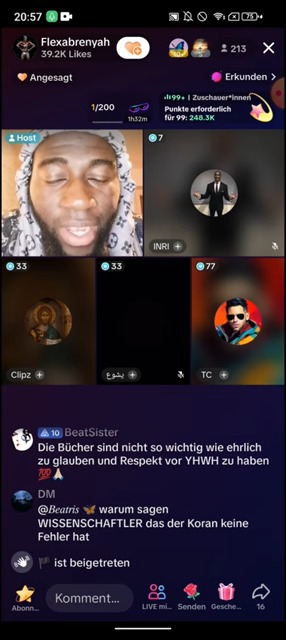 20:57
75
Flexabrenyah
39.2K Likes
213
Angesagt
Erkunden
1/200
1h32m
99+ | Zuschauer*innen
Punkte erforderlich
für 99: 248.3K
Host
7
INRI
33
Clipz
33
يشوع
77
TC
10 BeatSister
Die Bücher sind nicht so wichtig wie ehrlich
zu glauben und Respekt vor YHWH zu haben
💯🙏🏻
DM
@𝐵𝑒𝑎𝑡𝑟𝑖𝑠 🦋 warum sagen
WISSENSCHAFTLER das der Koran keine
Fehler hat
🏴 ist beigetreten
Abonn...
Komment...
LIVE mi...
Senden
Gesche...
16